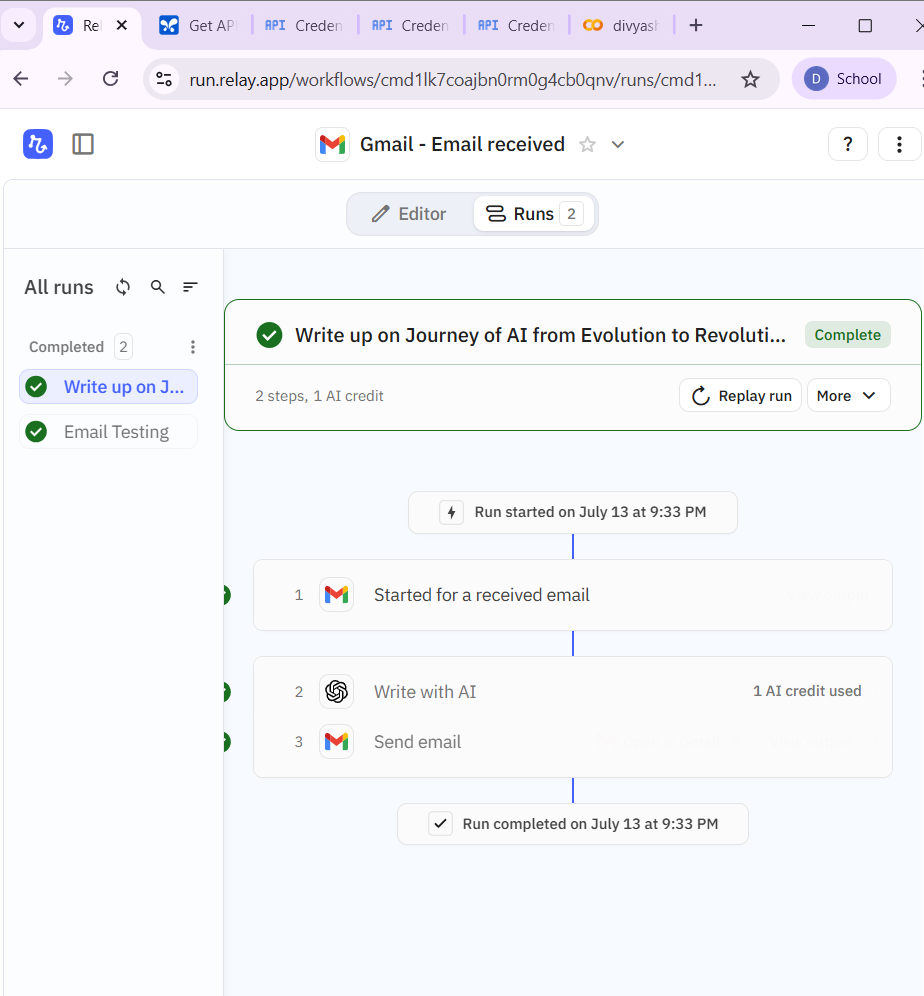 Rel
Get AP
API Creden
API Creden
API Creden
divyash
run.relay.app/workflows/cmd1lk7coajbn0rm0g4cb0qnv/runs/cmd1...
D School
Gmail - Email received
?
Editor
Runs 2
All runs
Completed 2
Write up on J...
Email Testing
Write up on Journey of AI from Evolution to Revoluti...
Complete
2 steps, 1 AI credit
Replay run
More
Run started on July 13 at 9:33 PM
1 Started for a received email
2 Write with AI
1 AI credit used
3 Send email
Run completed on July 13 at 9:33 PM